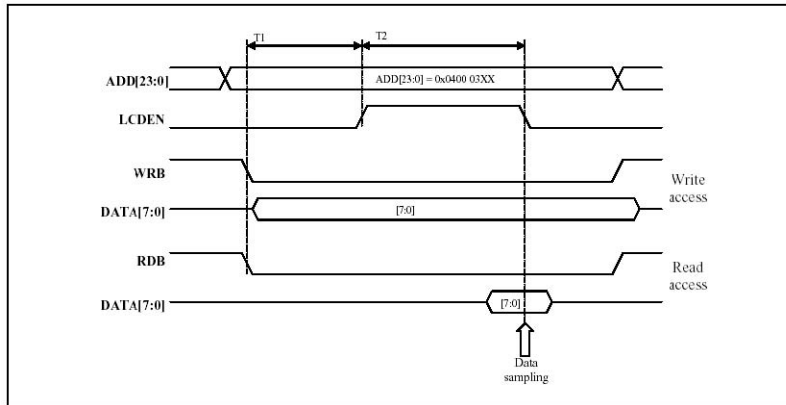 T1 T2
ADD[23:0] ADD[23:0] = 0x0400 03XX
LCDEN
WRB
Write
access
DATA[7:0] [7:0]
RDB
Read
access
DATA[7:0] [7:0]
Data
sampling